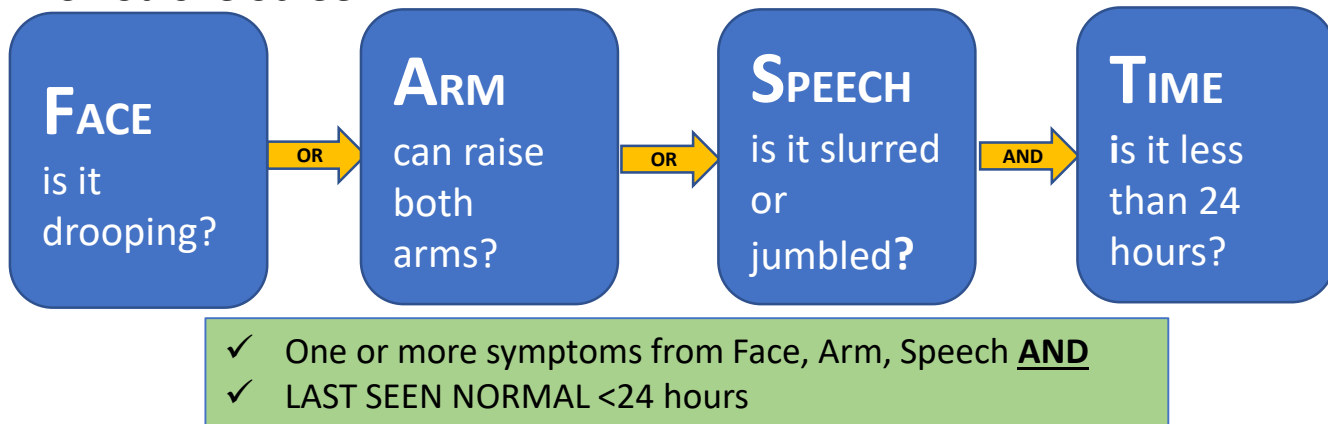 FACE
is it
drooping?
OR
ARM
can raise
both
arms?
OR
SPEECH
is it slurred
or
jumbled?
AND
TIME
is it less
than 24
hours?
✓ One or more symptoms from Face, Arm, Speech AND
✓ LAST SEEN NORMAL <24 hours